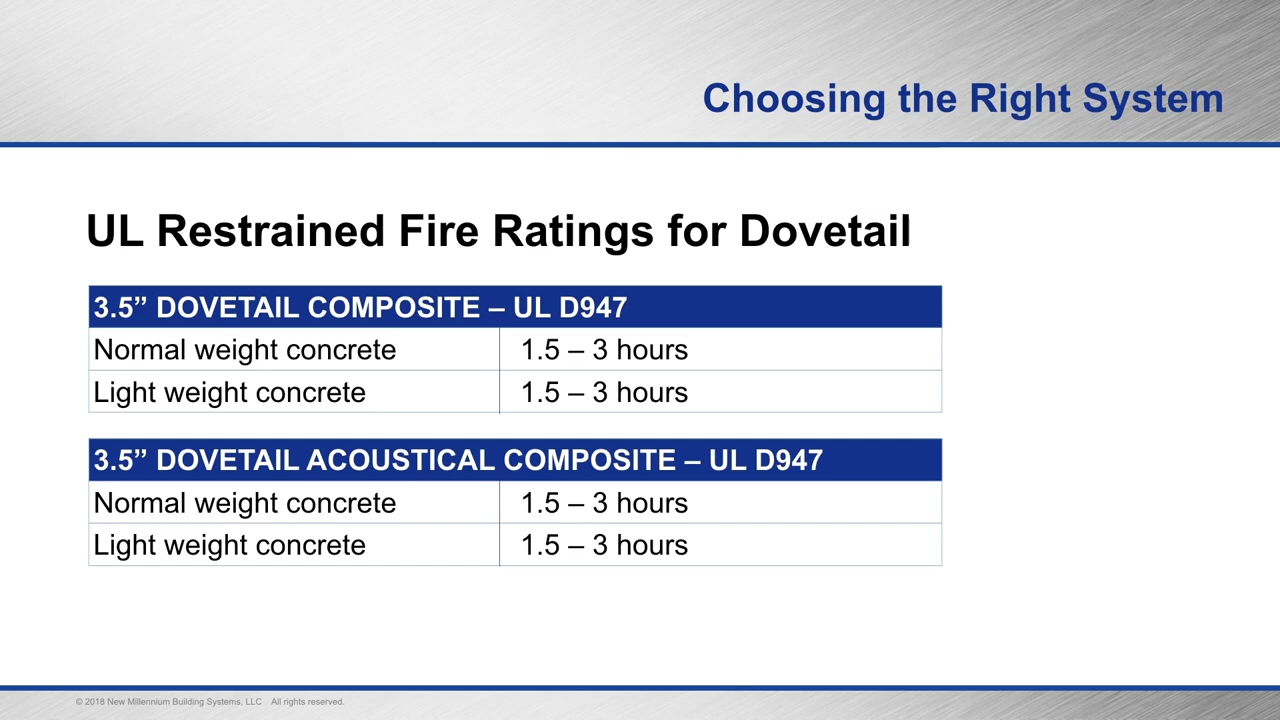 Choosing the Right System
UL Restrained Fire Ratings for Dovetail
3.5” DOVETAIL COMPOSITE – UL D947
Normal weight concrete 1.5 – 3 hours
Light weight concrete 1.5 – 3 hours
3.5” DOVETAIL ACOUSTICAL COMPOSITE – UL D947
Normal weight concrete 1.5 – 3 hours
Light weight concrete 1.5 – 3 hours
© 2018 New Millennium Building Systems, LLC All rights reserved.